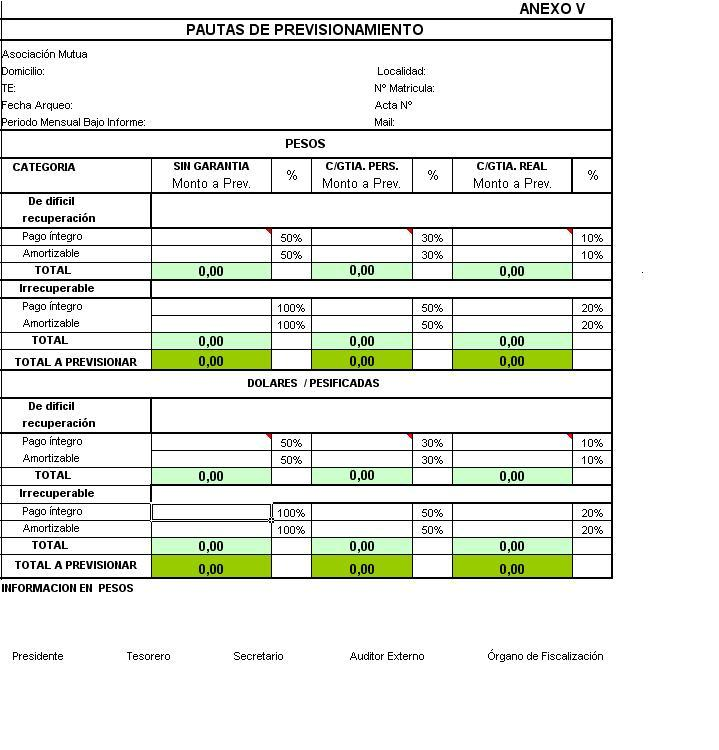 ANEXO V
PAUTAS DE PREVISIONAMIENTO
Asociación Mutua
Domicilio: Localidad:
TE: Nº Matricula:
Fecha Arqueo: Acta Nº
Periodo Mensual Bajo Informe: Mail:
PESOS
CATEGORIA SIN GARANTIA % C/GTIA. PERS. % C/GTIA. REAL %
Monto a Prev. Monto a Prev. Monto a Prev.
De dificil
recuperación
Pago íntegro 50% 30% 10%
Amortizable 50% 30% 10%
TOTAL 0,00 0,00 0,00
Irrecuperable
Pago íntegro 100% 50% 20%
Amortizable 100% 50% 20%
TOTAL 0,00 0,00 0,00
TOTAL A PREVISIONAR 0,00 0,00 0,00
DOLARES / PESIFICADAS
De dificil
recuperación
Pago íntegro 50% 30% 10%
Amortizable 50% 30% 10%
TOTAL 0,00 0,00 0,00
Irrecuperable
Pago íntegro 100% 50% 20%
Amortizable 100% 50% 20%
TOTAL 0,00 0,00 0,00
TOTAL A PREVISIONAR 0,00 0,00 0,00
INFORMACION EN PESOS
Presidente Tesorero Secretario Auditor Externo Órgano de Fiscalización